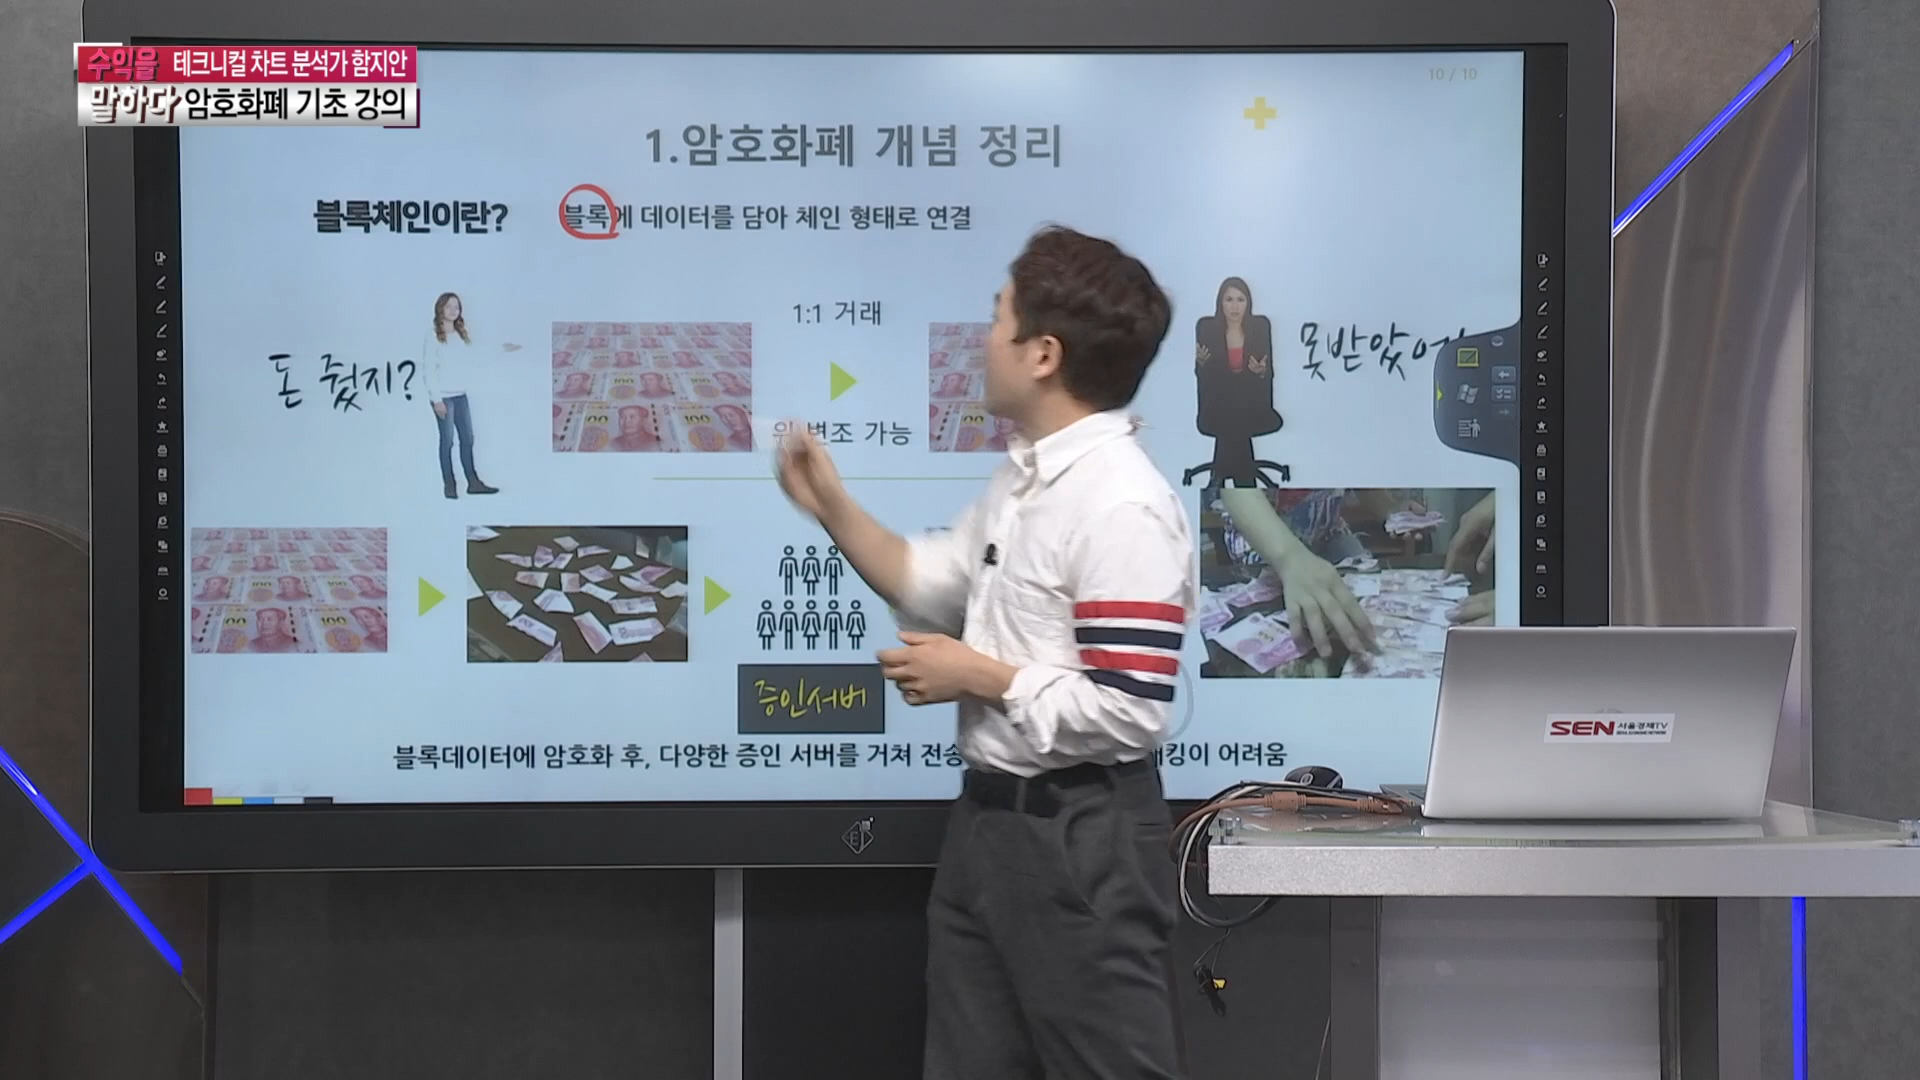 수익을 테크니컬 차트 분석가 함지안
말하다 암호화폐 기초 강의
10 / 10
1.암호화폐 개념 정리
블록체인이란? 블록에 데이터를 담아 체인 형태로 연결
1:1 거래
돈 줬지?
못받았어
변조 가능
증인서버
블록데이터에 암호화 후, 다양한 증인 서버를 거쳐 전송
해킹이 어려움
SEN 서울경제TV